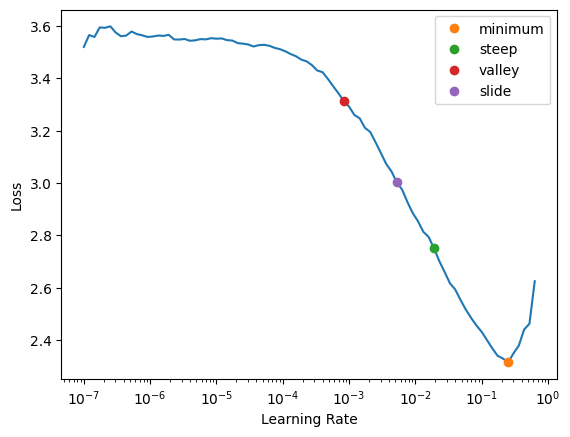 3.6
3.4
3.2
3.0
2.8
2.6
2.4
Loss
minimum
steep
valley
slide
10⁻⁷ 10⁻⁶ 10⁻⁵ 10⁻⁴ 10⁻³ 10⁻² 10⁻¹ 10⁰
Learning Rate